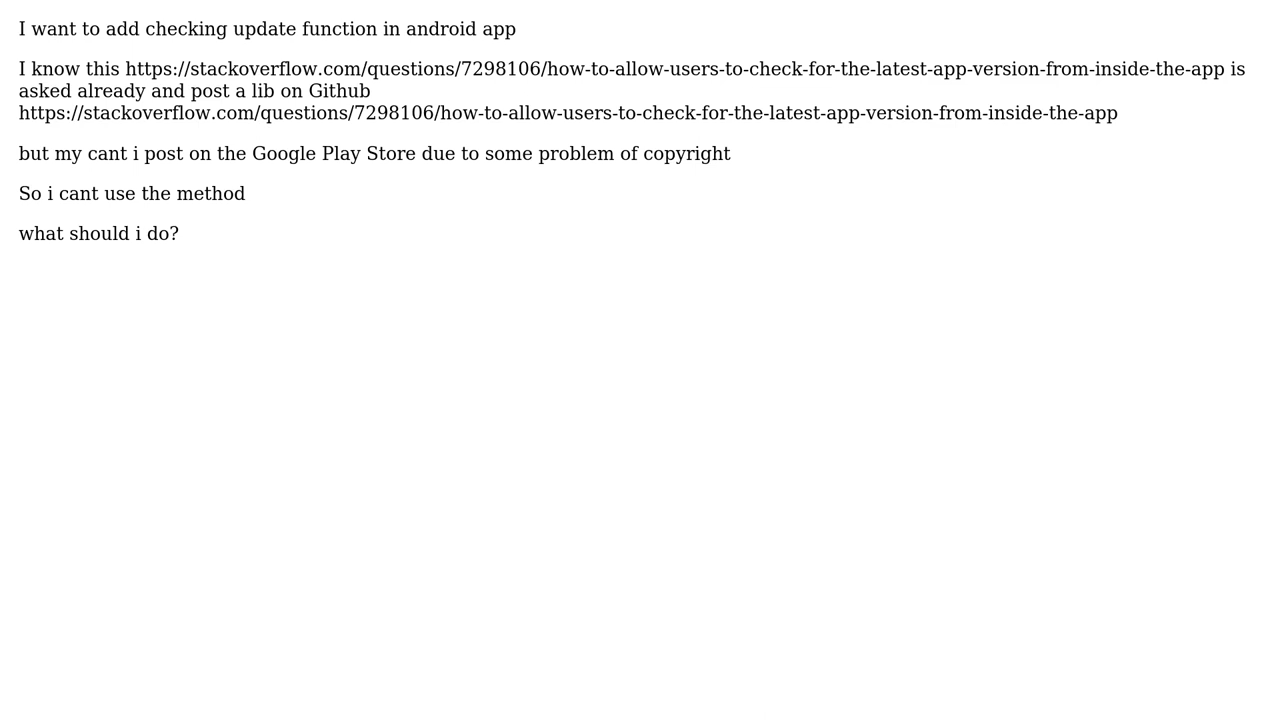 I want to add checking update function in android app
I know this https://stackoverflow.com/questions/7298106/how-to-allow-users-to-check-for-the-latest-app-version-from-inside-the-app is
asked already and post a lib on Github
https://stackoverflow.com/questions/7298106/how-to-allow-users-to-check-for-the-latest-app-version-from-inside-the-app
but my cant i post on the Google Play Store due to some problem of copyright
So i cant use the method
what should i do?